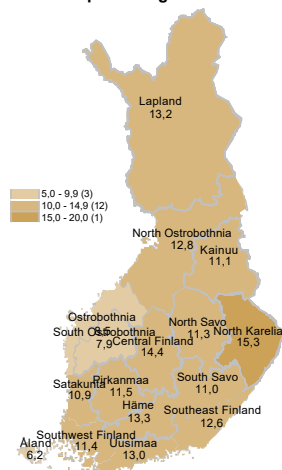 Lapland
13,2
5,0 - 9,9 (3)
10,0 - 14,9 (12)
15,0 - 20,0 (1)
North Ostrobothnia
12,8
Kainuu
11,1
Ostrobothnia
South Ostrobothnia
7,9
Central Finland
14,4
North Savo
11,3
North Karelia
15,3
Pirkanmaa
11,5
Satakunta
10,9
South Savo
11,0
Häme
13,3
Southeast Finland
12,6
Southwest Finland
11,4
Uusimaa
13,0
Åland
6,2